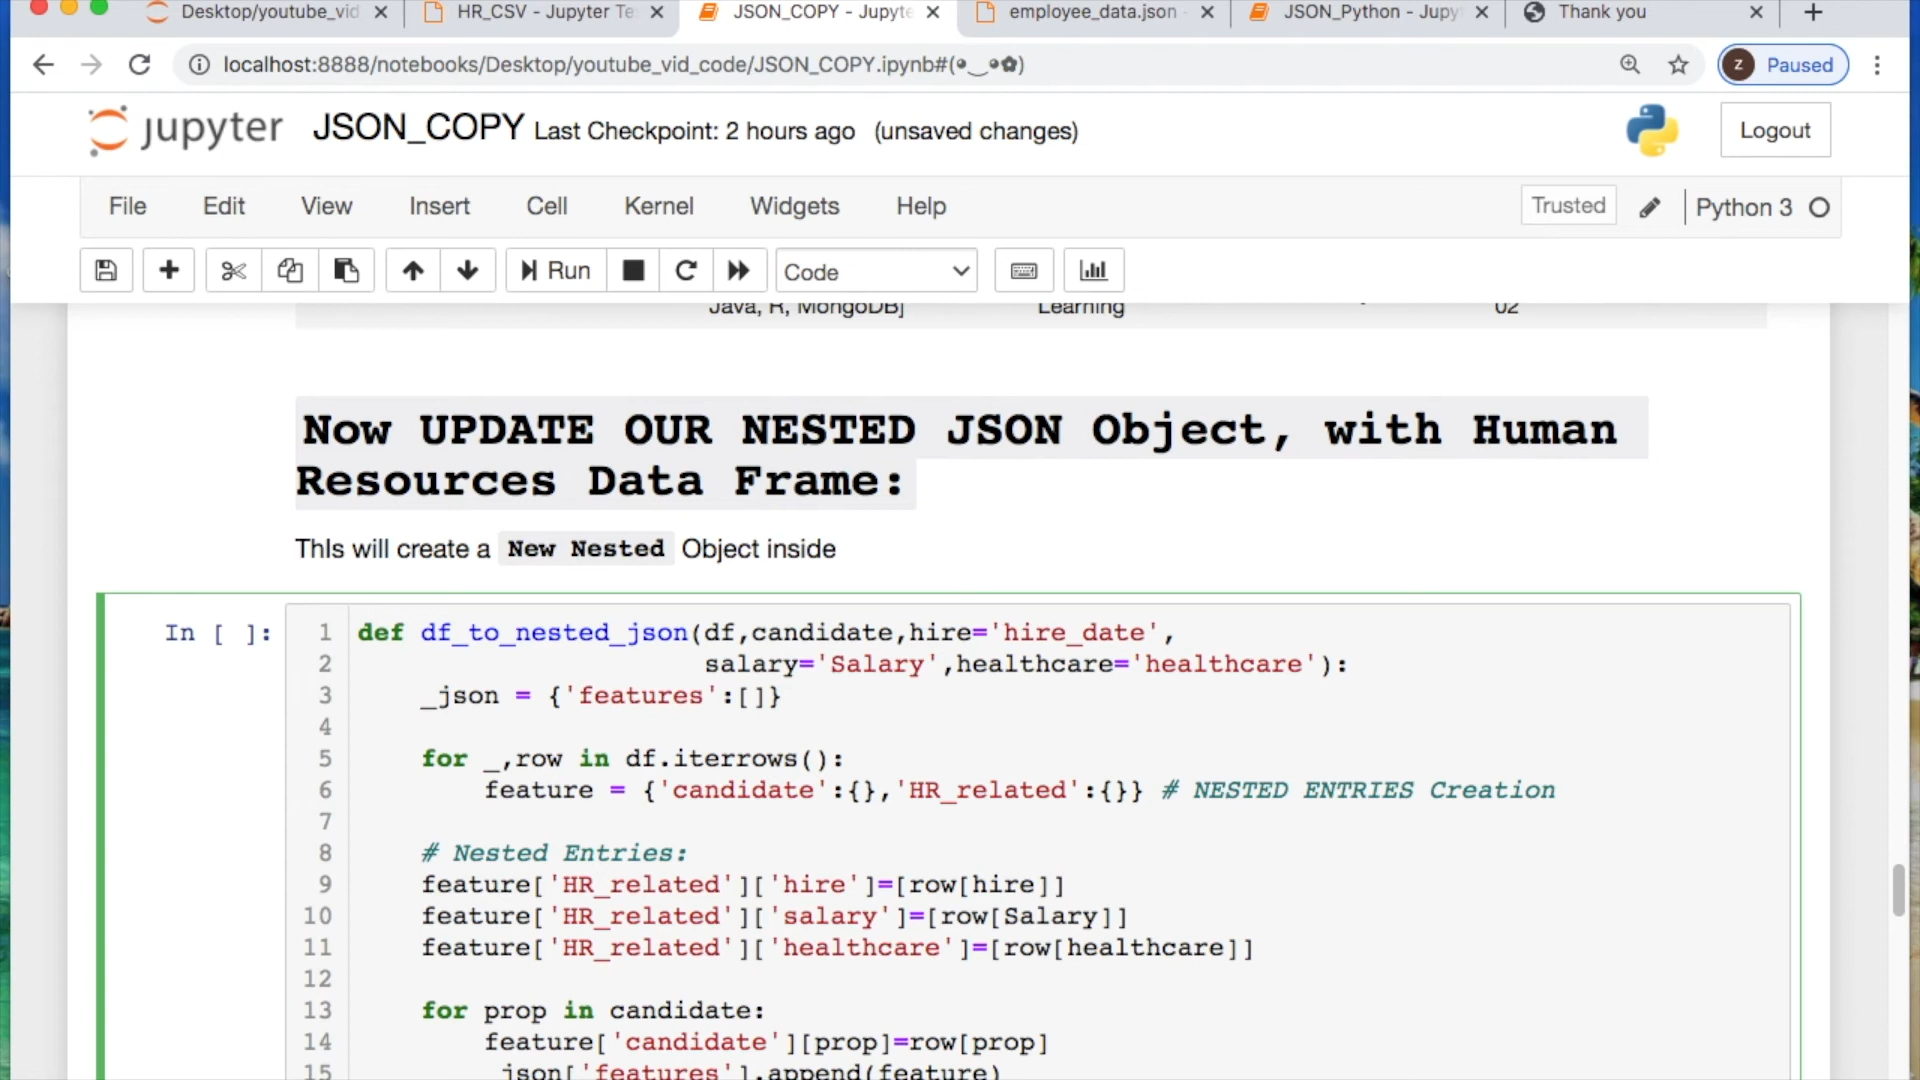 Desktop/youtube_vid
HR_CSV - Jupyter Te
JSON_COPY - Jupyte
employee_data.json
JSON_Python - Jupy
Thank you
localhost:8888/notebooks/Desktop/youtube_vid_code/JSON_COPY.ipynb#(◕‿◕✿)
Z Paused
jupyter JSON_COPY Last Checkpoint: 2 hours ago (unsaved changes)
Logout
File Edit View Insert Cell Kernel Widgets Help
Trusted Python 3
Run Code
Java, R, MongoDB] Learning 02
Now UPDATE OUR NESTED JSON Object, with Human
Resources Data Frame:
ThIs will create a New Nested Object inside
In [ ]:
1 def df_to_nested_json(df,candidate,hire='hire_date',
2 salary='Salary',healthcare='healthcare'):
3 _json = {'features':[]}
4
5 for _,row in df.iterrows():
6 feature = {'candidate':{},'HR_related':{}} # NESTED ENTRIES Creation
7
8 # Nested Entries:
9 feature['HR_related']['hire']=[row[hire]]
10 feature['HR_related']['salary']=[row[Salary]]
11 feature['HR_related']['healthcare']=[row[healthcare]]
12
13 for prop in candidate:
14 feature['candidate'][prop]=row[prop]
15 _json['features'].append(feature)